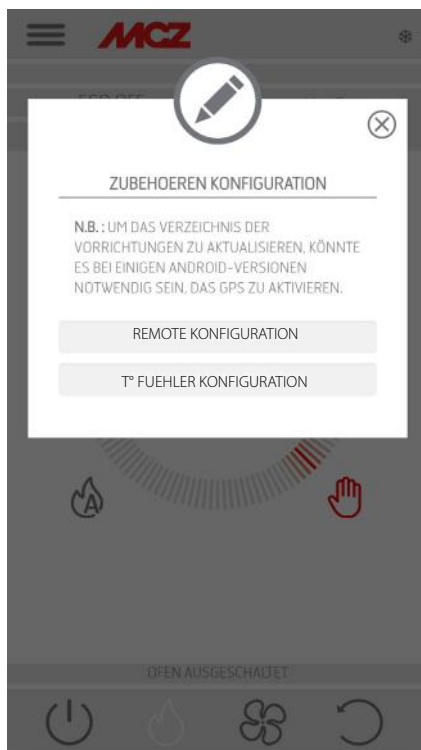 MCZ
ZUBEHOEREN KONFIGURATION
N.B. : UM DAS VERZEICHNIS DER
VORRICHTUNGEN ZU AKTUALISIEREN, KÖNNTE
ES BEI EINIGEN ANDROID-VERSIONEN
NOTWENDIG SEIN, DAS GPS ZU AKTIVIEREN.
REMOTE KONFIGURATION
T° FUEHLER KONFIGURATION
A
OFEN AUSGESCHALTET